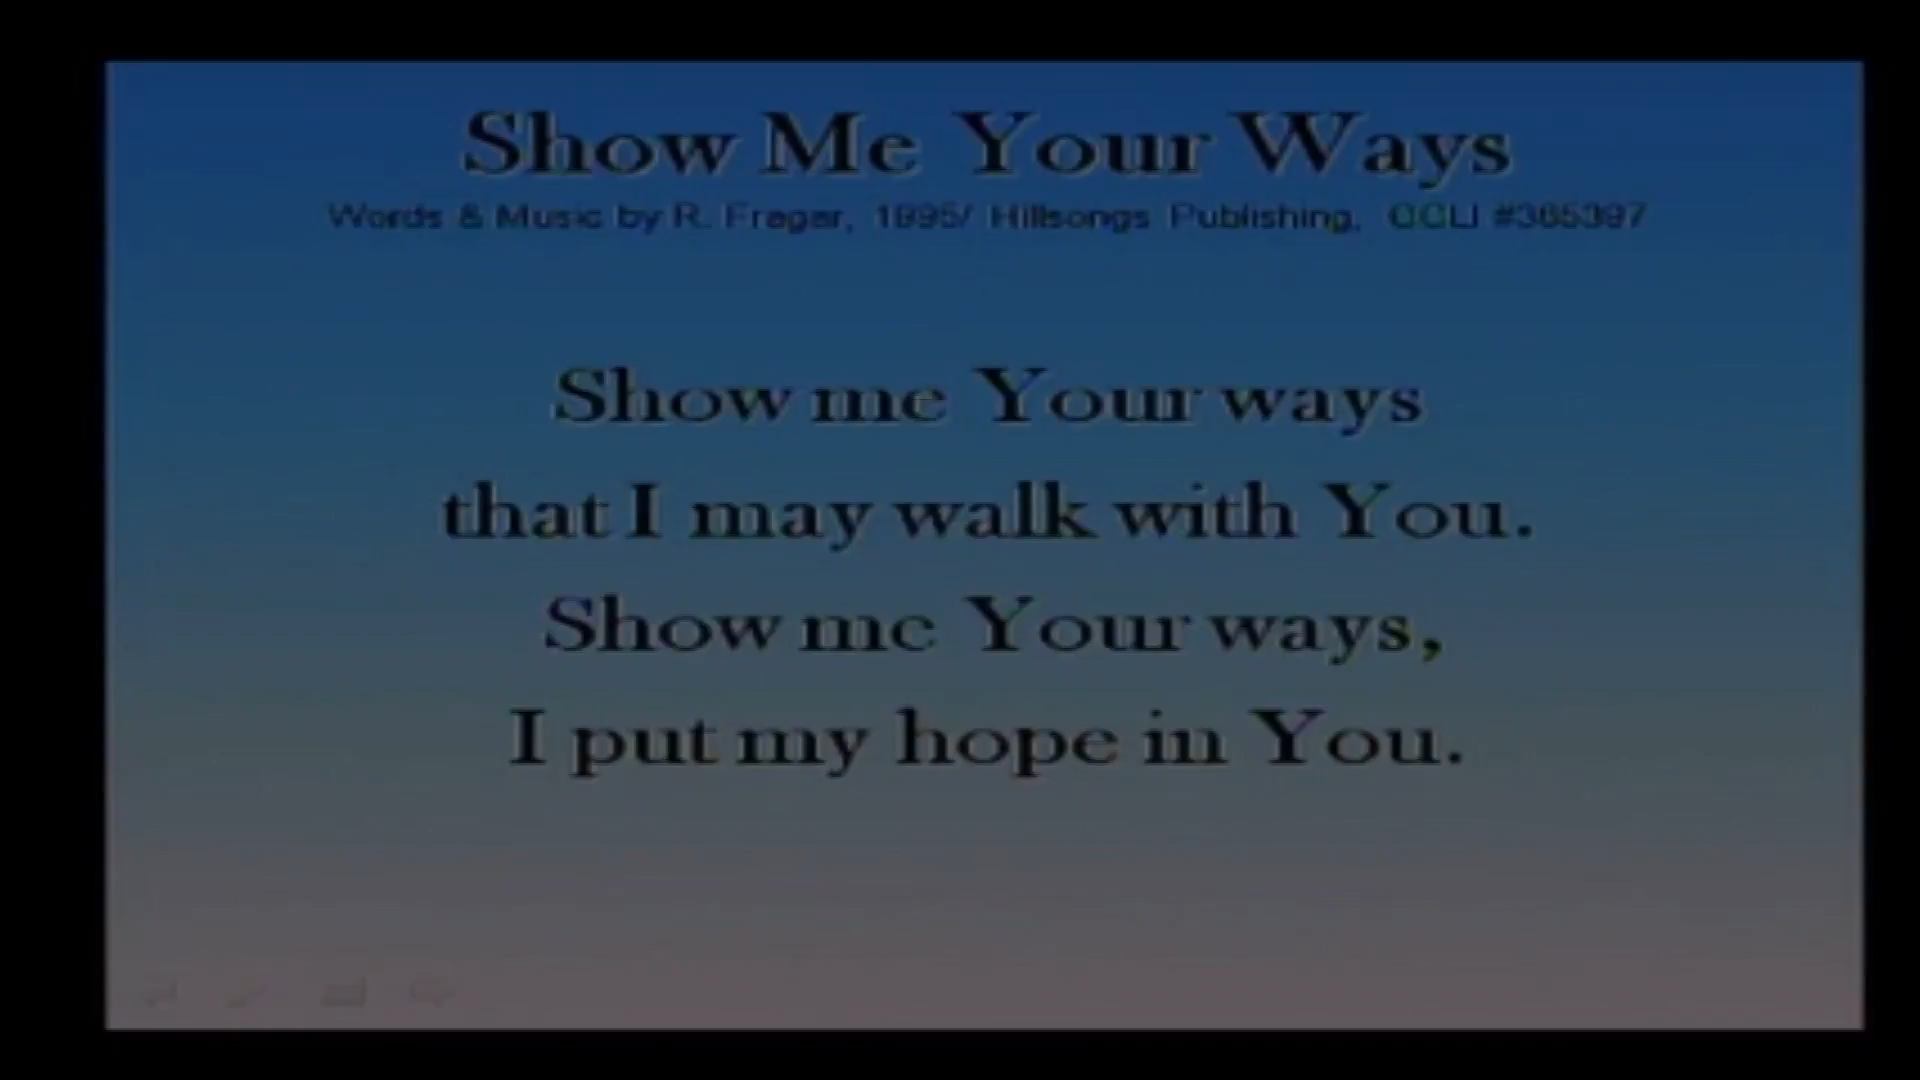 Show Me Your Ways
Words & Music by R. Fragar, 1995/ Hillsongs Publishing, CCLI #365397
Show me Your ways
that I may walk with You.
Show me Your ways,
I put my hope in You.